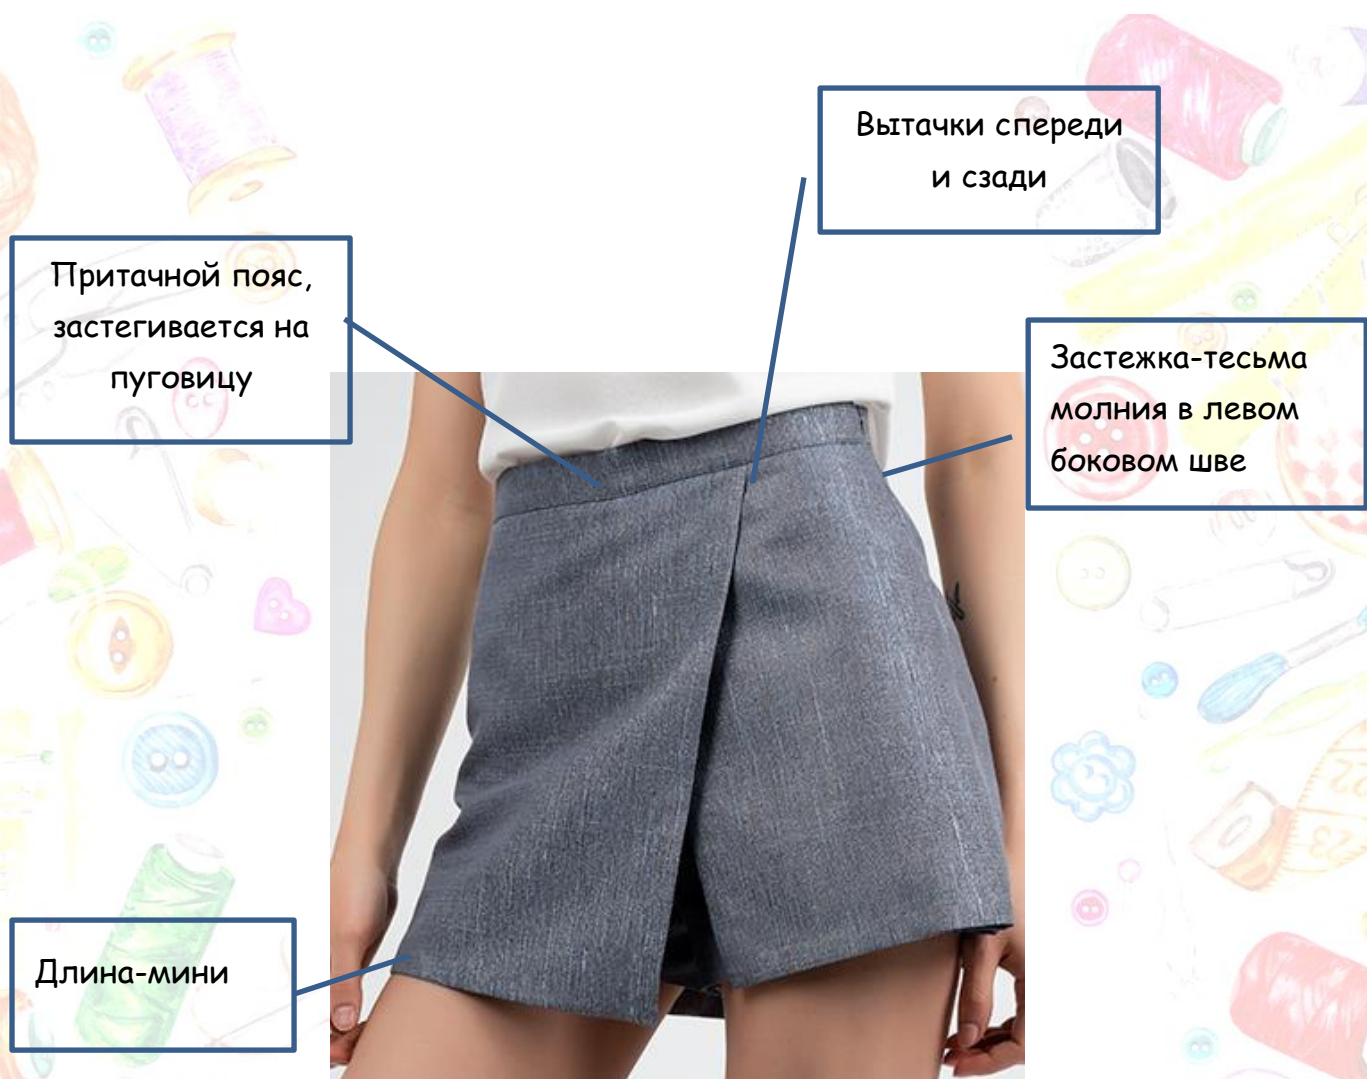 Вытачки спереди
и сзади
Притачной пояс,
застегивается на
пуговицу
Застежка-тесьма
молния в левом
боковом шве
Длина-мини